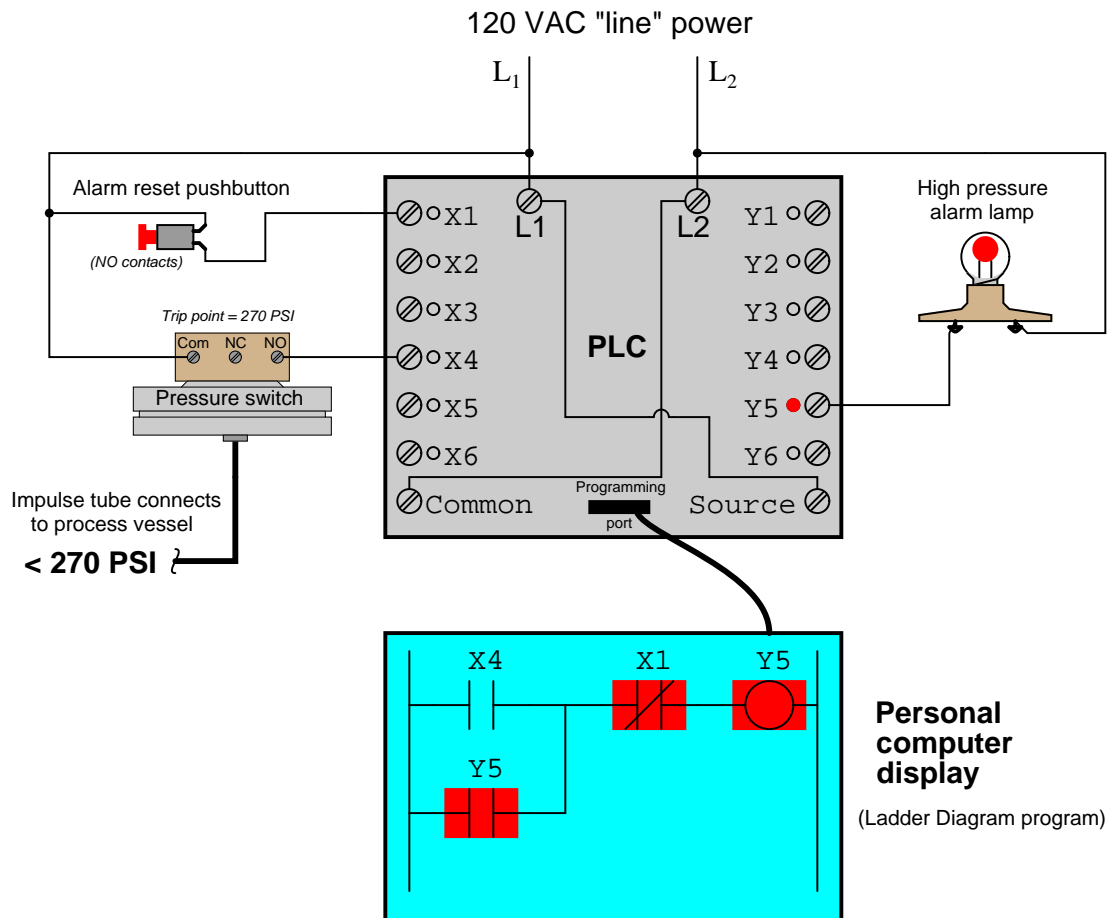 120 VAC "line" power
L1
L2
Alarm reset pushbutton
(NO contacts)
High pressure
alarm lamp
L1
L2
X1
X2
X3
X4
X5
X6
Common
PLC
Y1
Y2
Y3
Y4
Y5
Y6
Source
Programming
port
Trip point = 270 PSI
Com NC NO
Pressure switch
Impulse tube connects
to process vessel
< 270 PSI
X4 X1 Y5
Y5
Personal
computer
display
(Ladder Diagram program)